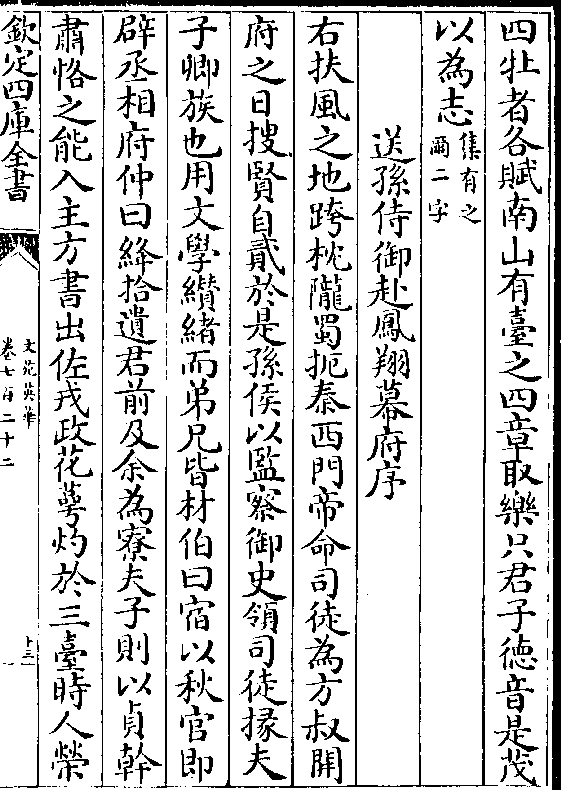 四牡者各賦南山有臺之四章取樂只君子徳音是茂
以為志集有之爾二字
送孫侍御赴鳳翔幕府序
右扶風之地跨枕隴蜀扼秦西門帝命司徒為方叔開
府之日搜賢自貳於是孫侯以監察御史領司徒掾夫
子卿族也用文學纘緒而弟兄皆材伯曰宿以秋官即
辟丞相府仲曰絳拾遺君前及余為寮夫子則以貞幹
肅恪之能入主方書出佐戎政花萼灼於三臺時人榮
欽定四庫全書
文苑英華
卷七百二十二
十三